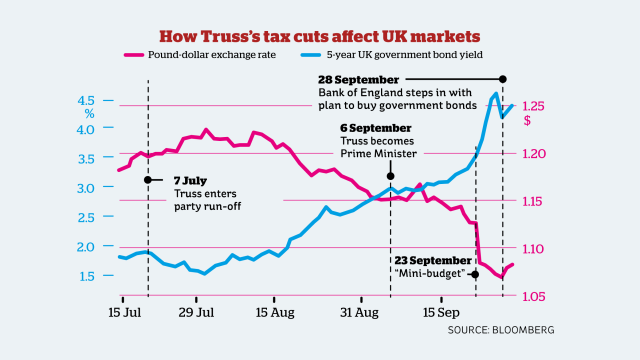 How Truss's tax cuts affect UK markets
Pound-dollar exchange rate
5-year UK government bond yield
28 September
Bank of England steps in with
plan to buy government bonds
6 September
Truss becomes
Prime Minister
7 July
Truss enters
party run-off
23 September
"Mini-budget"
4.5
%
4.0
3.5
3.0
2.5
2.0
1.5
1.25
$
1.20
1.15
1.10
1.05
15 Jul
29 Jul
15 Aug
31 Aug
15 Sep
SOURCE: BLOOMBERG